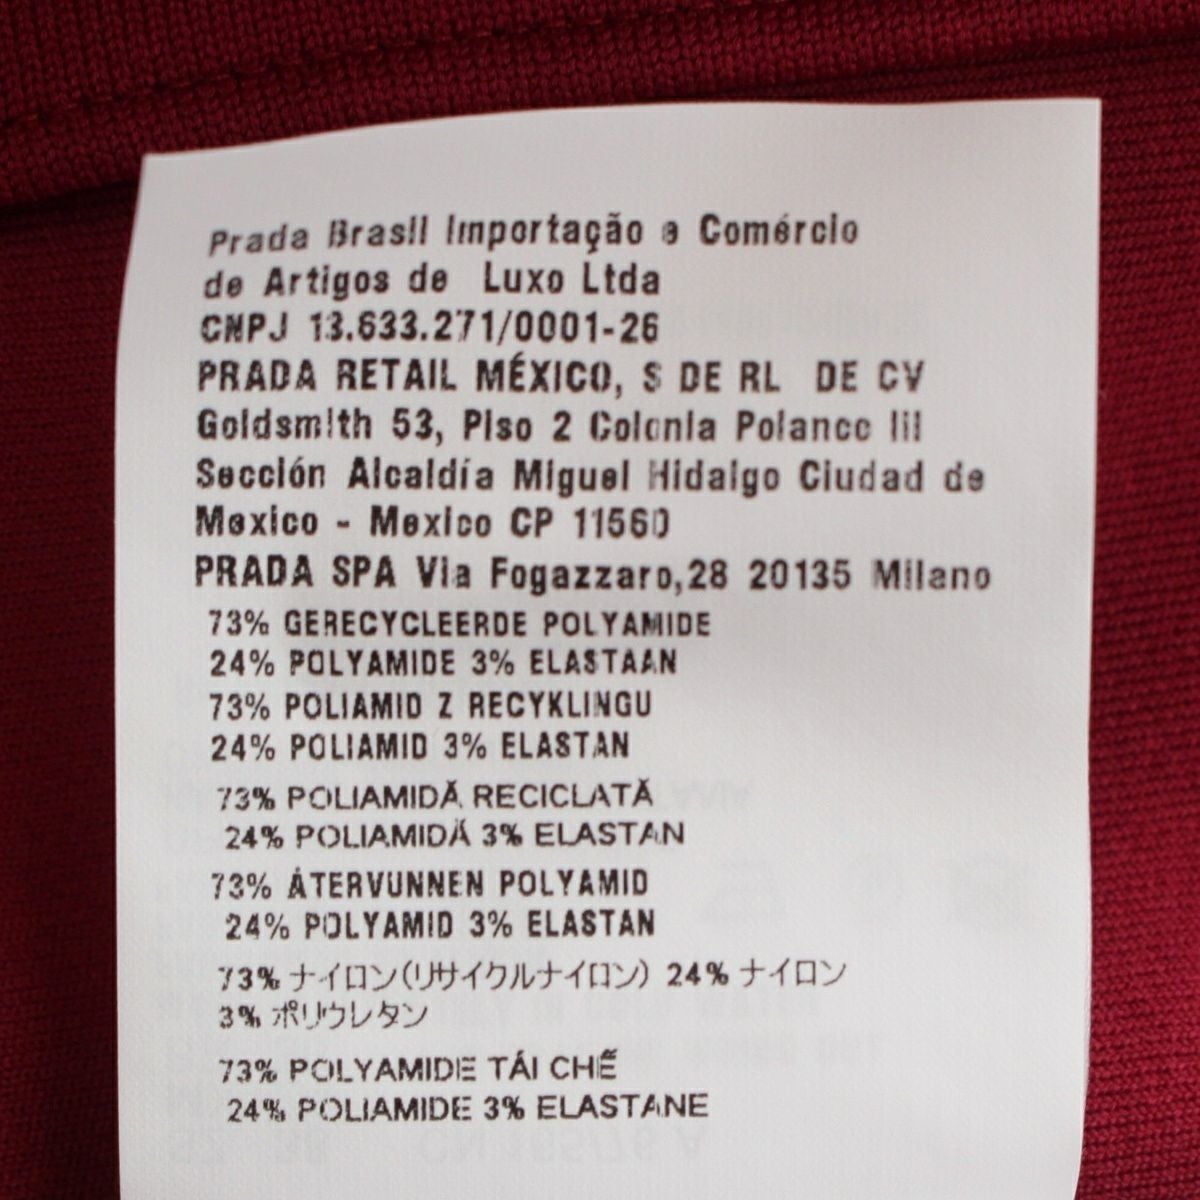 Prada Brasil Importação e Comércio
de Artigos de Luxo Ltda
CNPJ 13.633.271/0001-26
PRADA RETAIL MÉXICO, S DE RL DE CV
Goldsmith 53, Piso 2 Colonia Polanco III
Sección Alcaldía Miguel Hidalgo Ciudad de
Mexico - Mexico CP 11560
PRADA SPA Via Fogazzaro,28 20135 Milano
73% GERECYCLEERDE POLYAMIDE
24% POLYAMIDE 3% ELASTAAN
73% POLIAMID Z RECYKLINGU
24% POLIAMID 3% ELASTAN
73% POLIAMIDĂ RECICLATĂ
24% POLIAMIDĂ 3% ELASTAN
73% ÅTERVUNNEN POLYAMID
24% POLYAMID 3% ELASTAN
73% ナイロン(リサイクルナイロン) 24% ナイロン
3% ポリウレタン
73% POLYAMIDE TÁI CHẾ
24% POLIAMIDE 3% ELASTANE